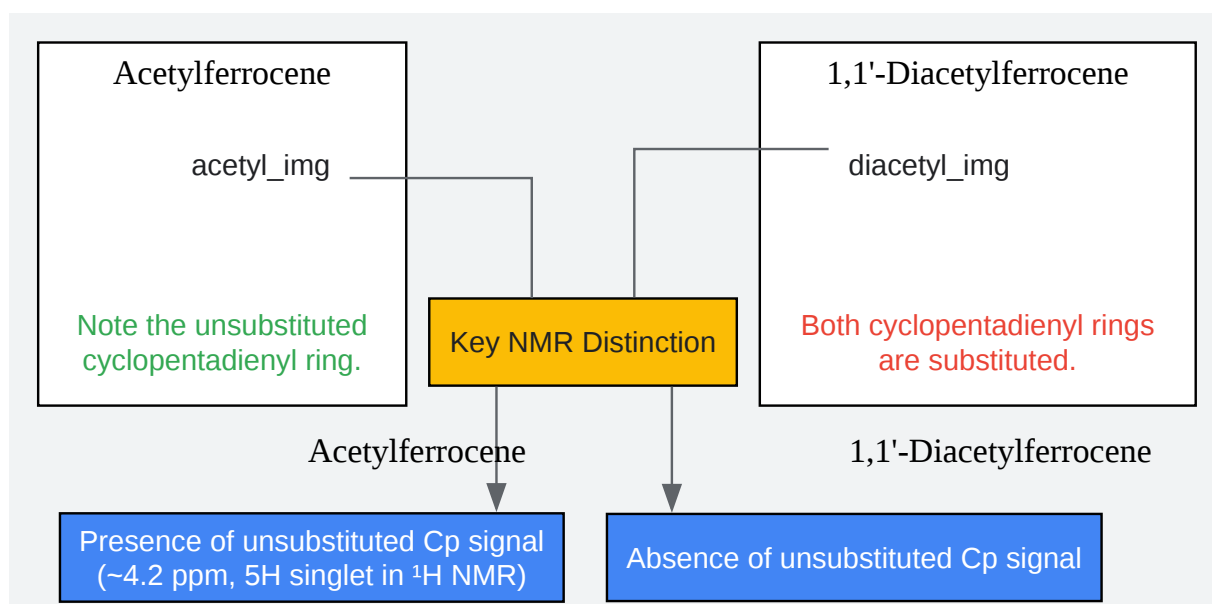 Acetylferrocene
acetyl_img
Note the unsubstituted
cyclopentadienyl ring.
1,1'-Diacetylferrocene
diacetyl_img
Both cyclopentadienyl rings
are substituted.
Key NMR Distinction
Acetylferrocene
1,1'-Diacetylferrocene
Presence of unsubstituted Cp signal
(~4.2 ppm, 5H singlet in ¹H NMR)
Absence of unsubstituted Cp signal